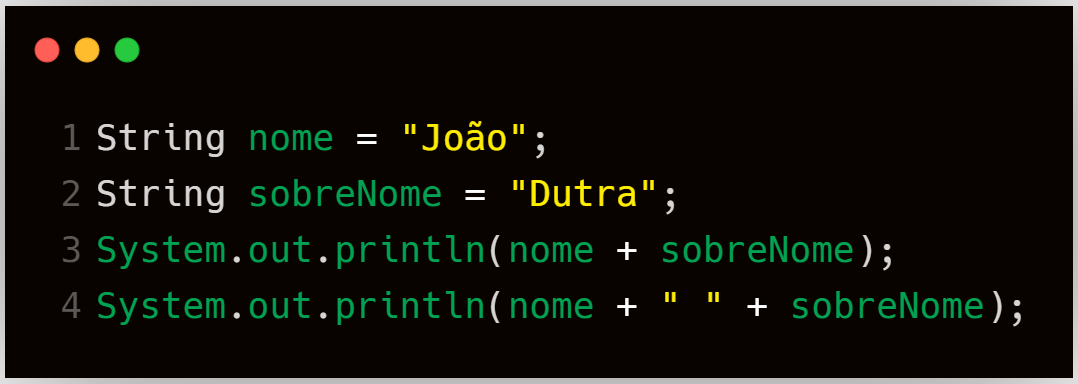 1 String nome = "João";
2 String sobreNome = "Dutra";
3 System.out.println(nome + sobreNome);
4 System.out.println(nome + " " + sobreNome);